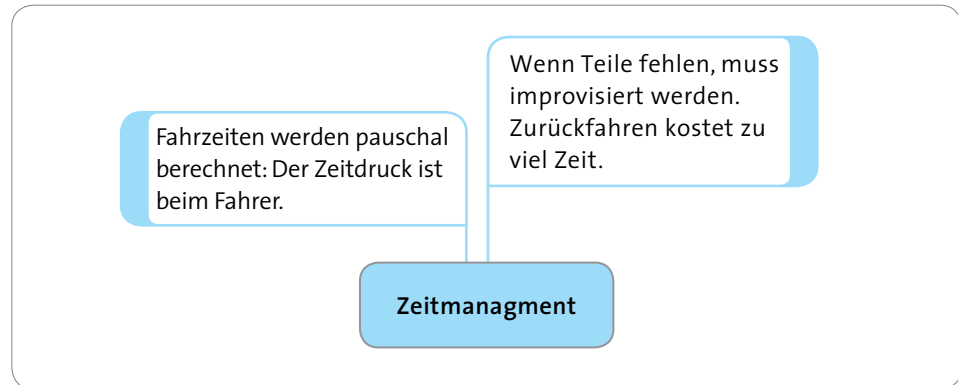 Fahrzeiten werden pauschal
berechnet: Der Zeitdruck ist
beim Fahrer.
Wenn Teile fehlen, muss
improvisiert werden.
Zurückfahren kostet zu
viel Zeit.
Zeitmanagment